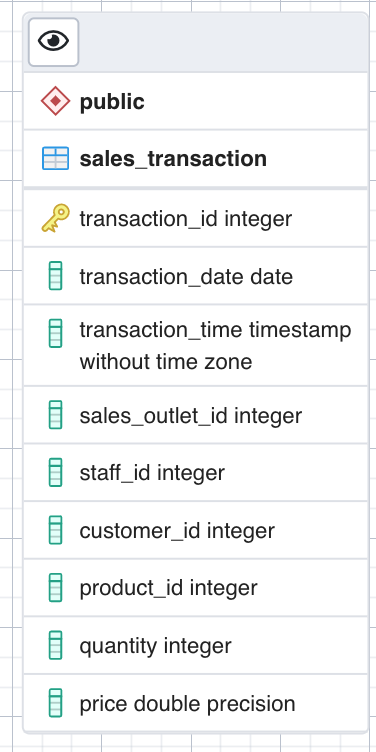 public
sales_transaction
transaction_id integer
transaction_date date
transaction_time timestamp
without time zone
sales_outlet_id integer
staff_id integer
customer_id integer
product_id integer
quantity integer
price double precision